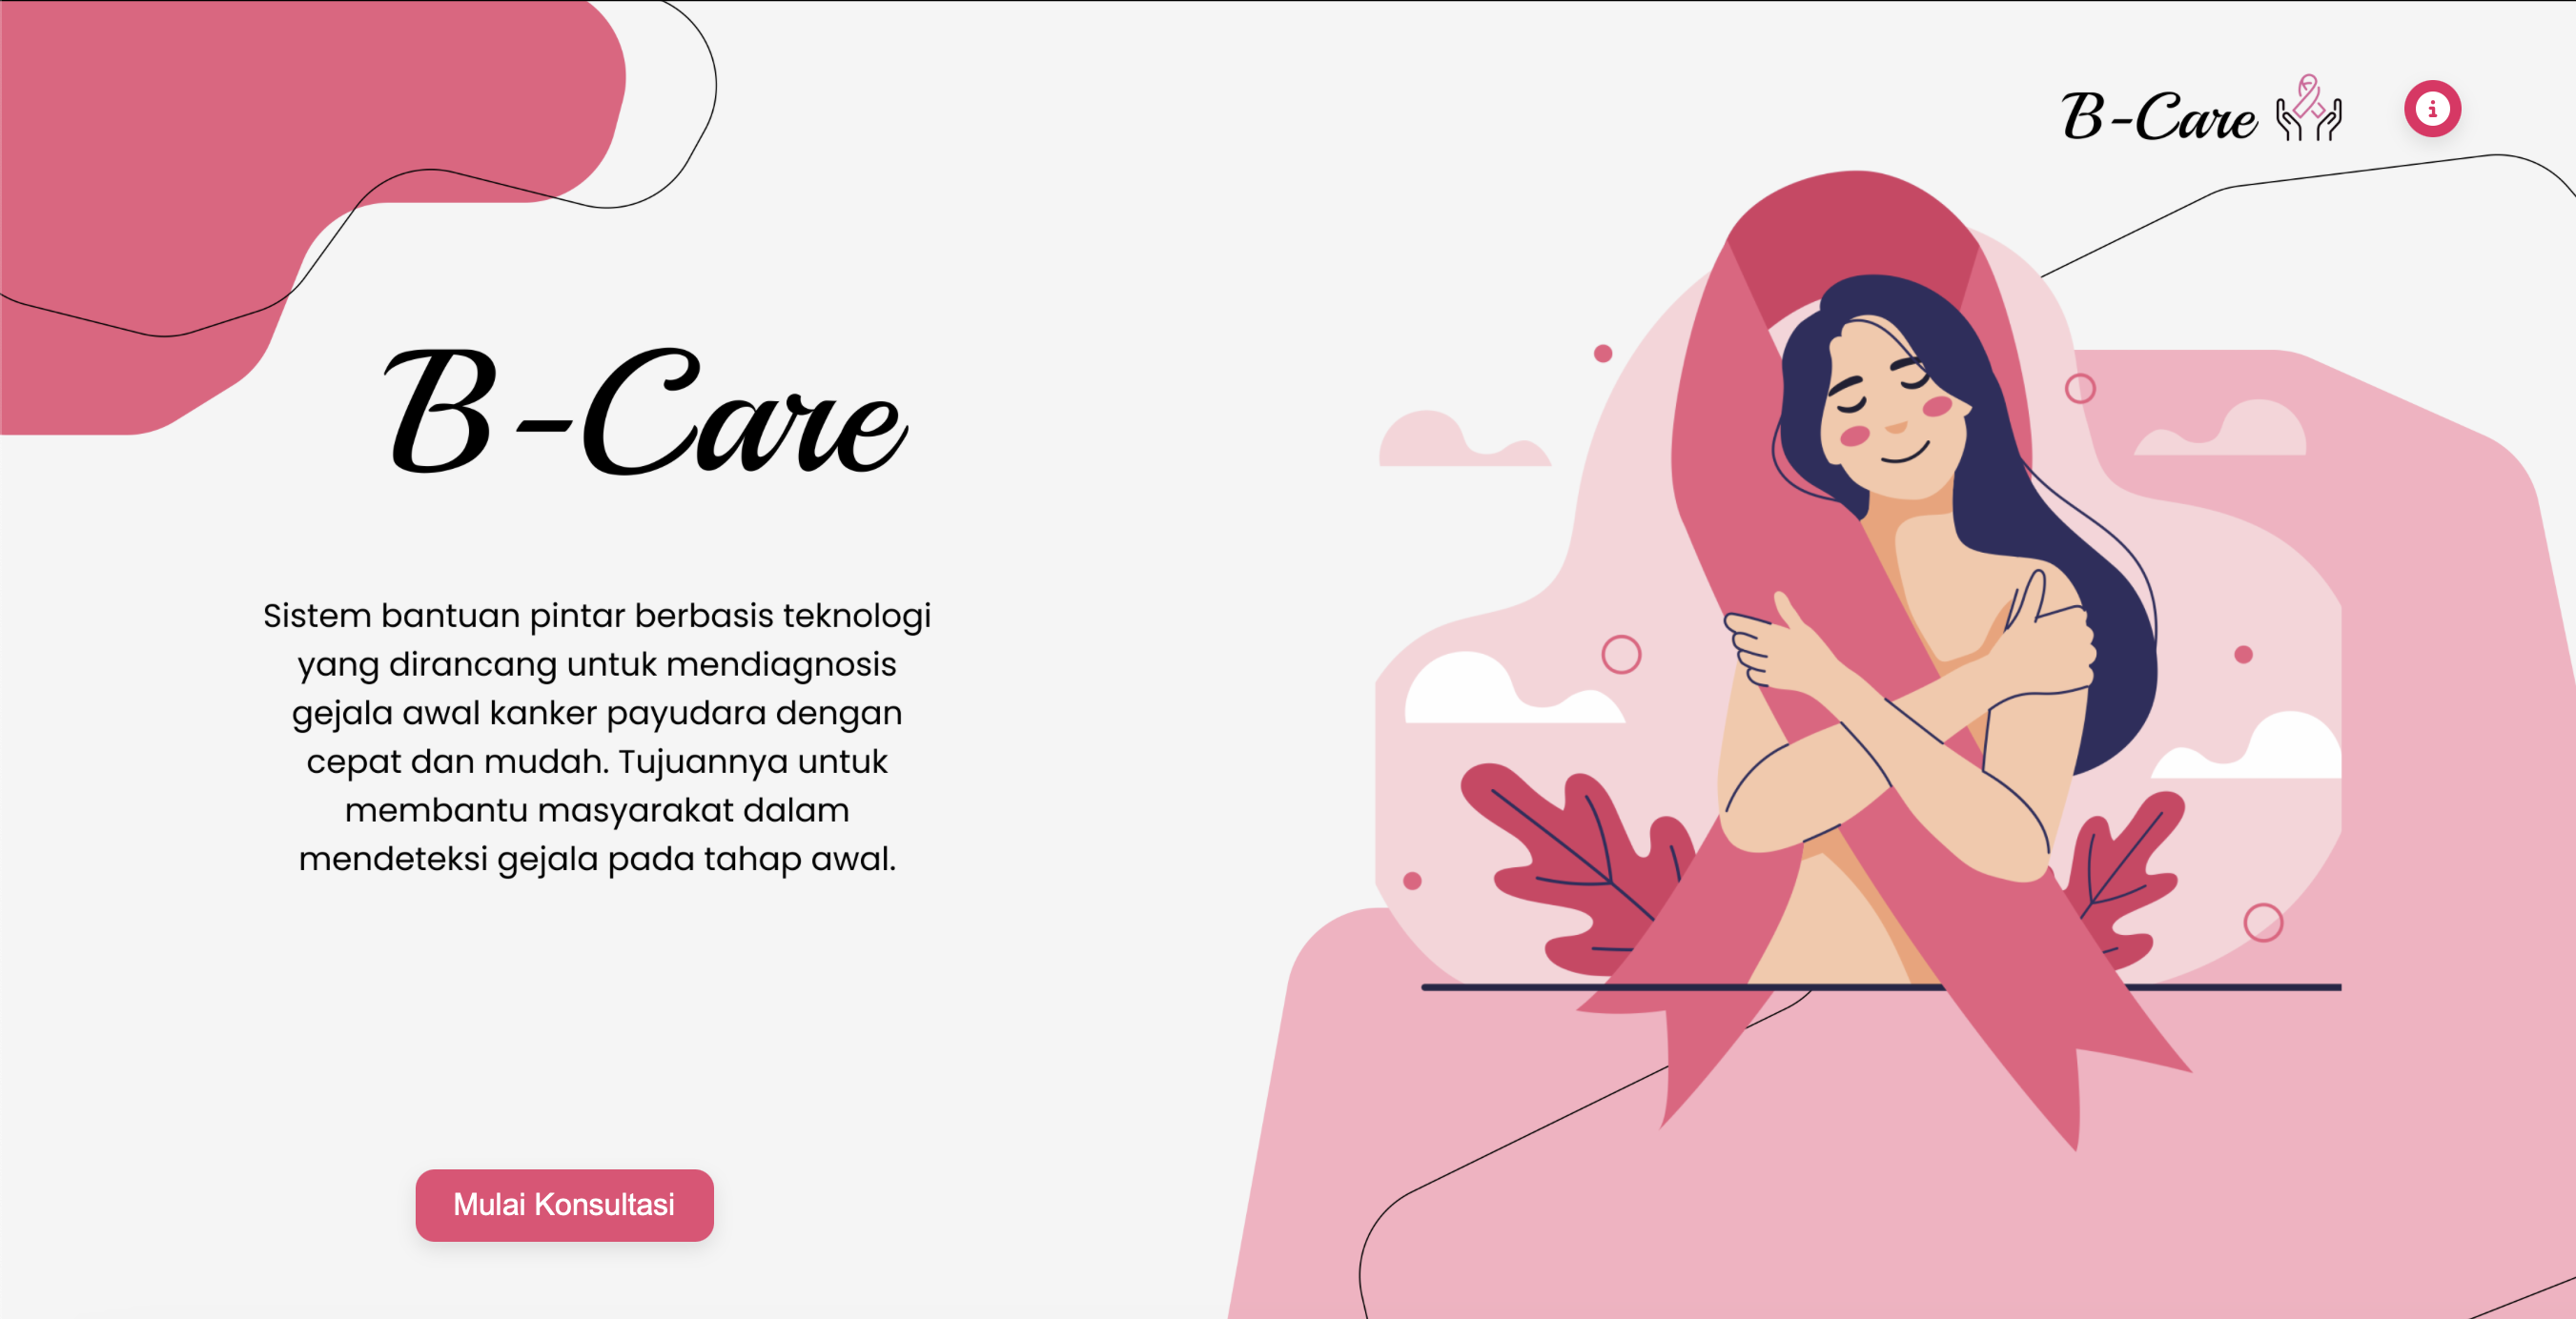 B-Care
B-Care
Sistem bantuan pintar berbasis teknologi
yang dirancang untuk mendiagnosis
gejala awal kanker payudara dengan
cepat dan mudah. Tujuannya untuk
membantu masyarakat dalam
mendeteksi gejala pada tahap awal.
Mulai Konsultasi